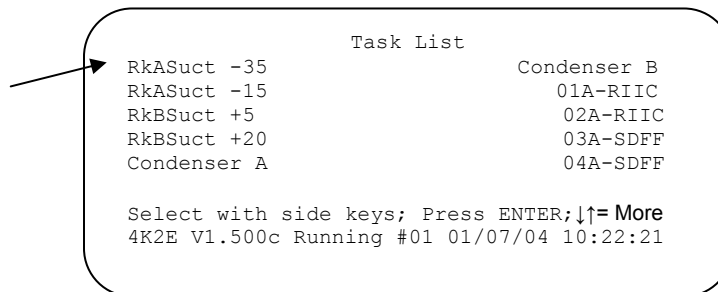 Task List
RkASuct -35 Condenser B
RkASuct -15 01A-RIIC
RkBSuct +5 02A-RIIC
RkBSuct +20 03A-SDFF
Condenser A 04A-SDFF
Select with side keys; Press ENTER;↓↑= More
4K2E V1.500c Running #01 01/07/04 10:22:21